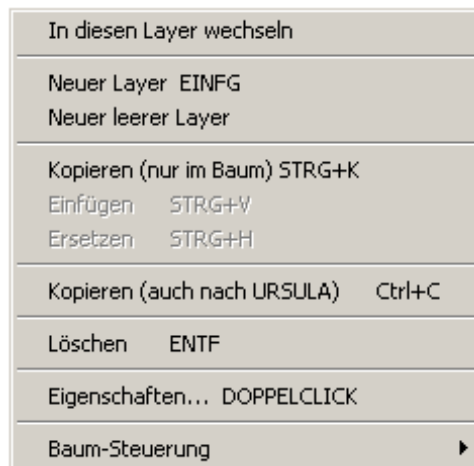 In diesen Layer wechseln
Neuer Layer EINFG
Neuer leerer Layer
Kopieren (nur im Baum) STRG+K
Einfügen STRG+V
Ersetzen STRG+H
Kopieren (auch nach URSULA) Ctrl+C
Löschen ENTF
Eigenschaften... DOPPELCLICK
Baum-Steuerung